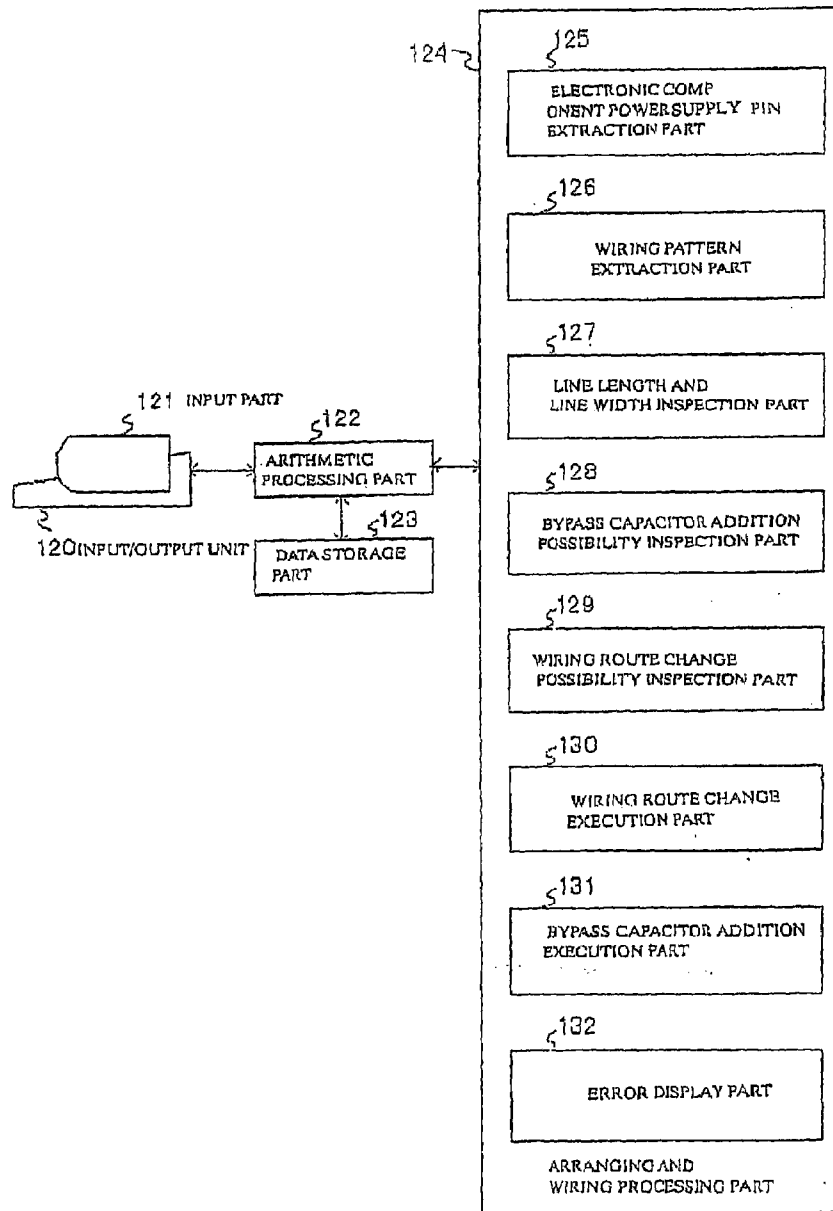 124
125
ELECTRONIC COMP
ONENT POWERSUPPLY PIN
EXTRACTION PART
126
WIRING PATTERN
EXTRACTION PART
127
LINE LENGTH AND
LINE WIDTH INSPECTION PART
121 INPUT PART
122
ARITHMETIC
PROCESSING PART
123
120 INPUT/OUTPUT UNIT
DATA STORAGE
PART
128
BYPASS CAPACITOR ADDITION
POSSIBILITY INSPECTION PART
129
WIRING ROUTE CHANGE
POSSIBILITY INSPECTION PART
130
WIRING ROUTE CHANGE
EXECUTION PART
131
BYPASS CAPACITOR ADDITION
EXECUTION PART
132
ERROR DISPLAY PART
ARRANGING AND
WIRING PROCESSING PART